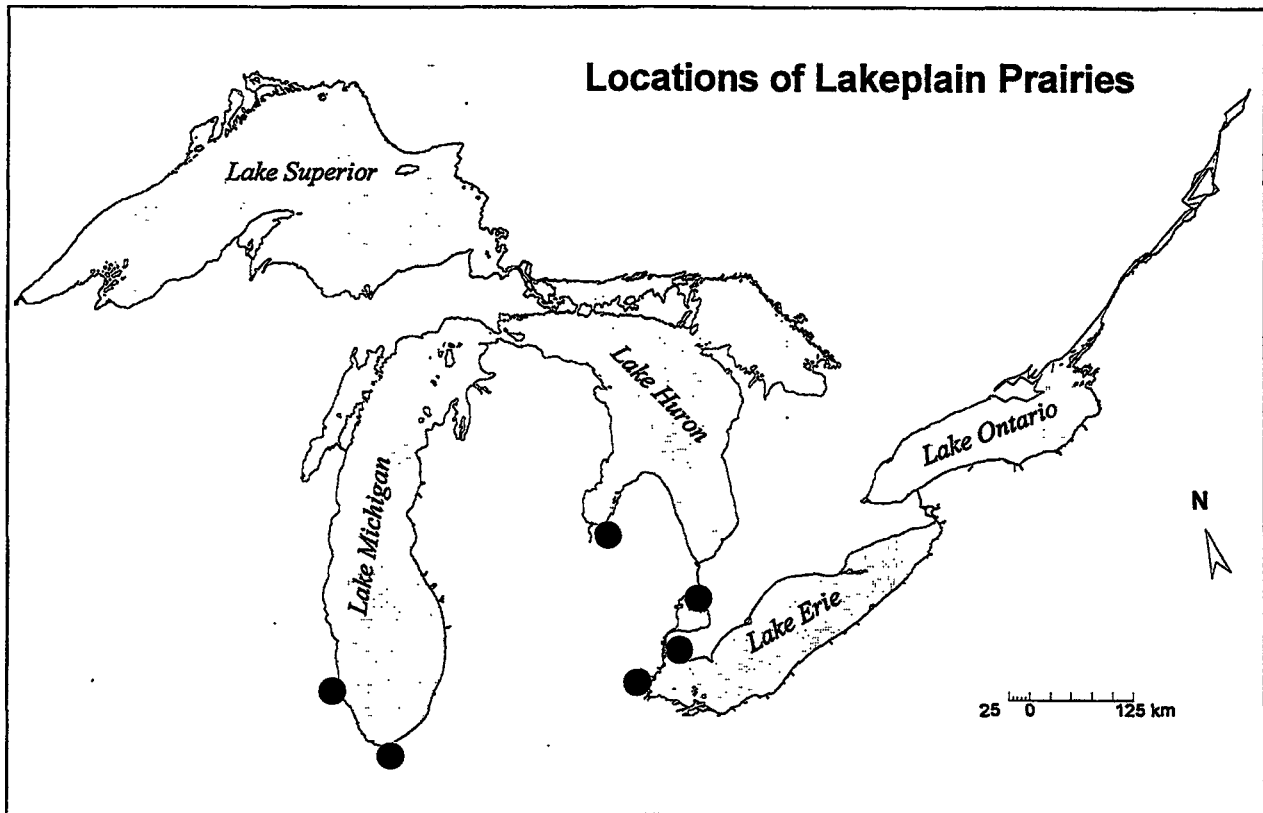 Locations of Lakeplain Prairies
Lake Superior
Lake Huron
Lake Ontario
Lake Michigan
Lake Erie
N
25 0 125 km